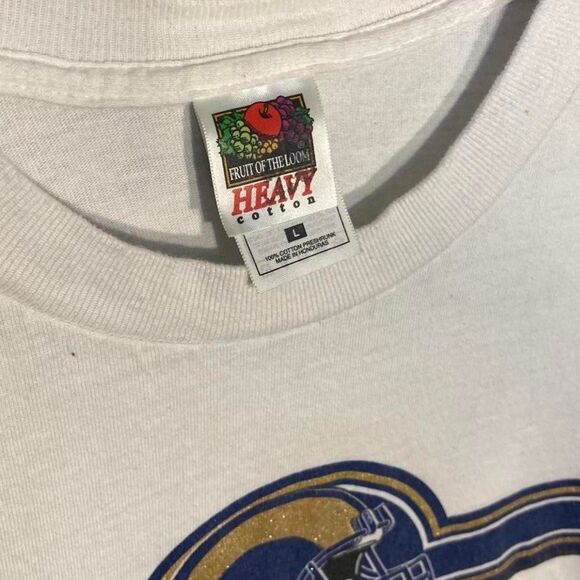 FRUIT OF THE LOOM
®
HEAVY
cotton
L
100% COTTON PRESHRUNK
MADE IN HONDURAS